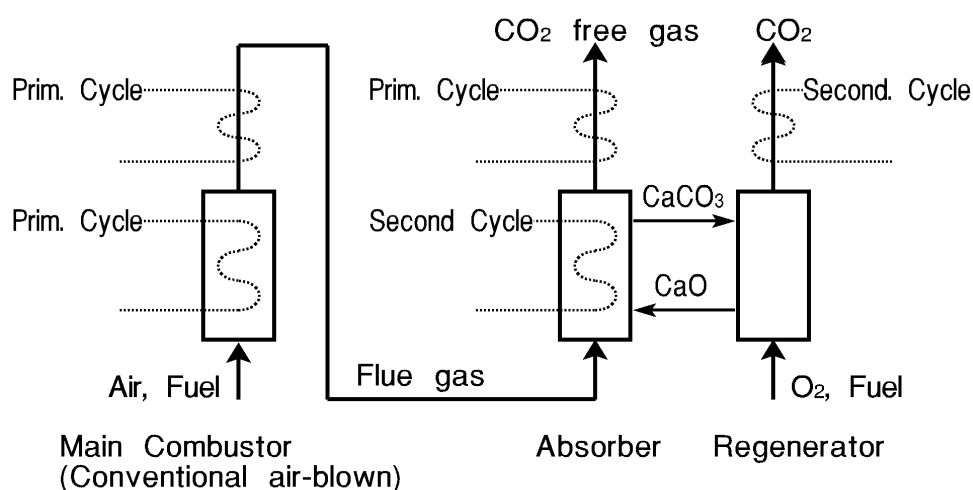 CO2 free gas
CO2
Prim. Cycle
Prim. Cycle
Second. Cycle
CaCO3
Prim. Cycle
Second Cycle
CaO
Air, Fuel
Flue gas
O2, Fuel
Main Combustor
(Conventional air-blown)
Absorber
Regenerator